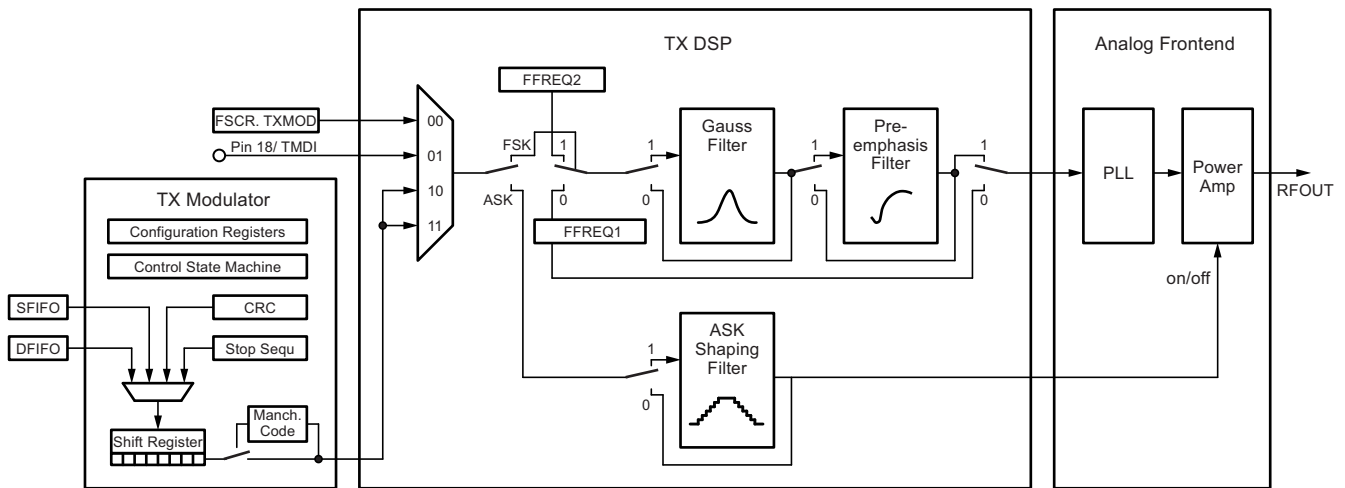 TX DSP
Analog Frontend
FFREQ2
FSCR. TXMOD
Pin 18/ TMDI
00
01
10
11
FSK
ASK
1
0
FFREQ1
1
0
Gauss
Filter
1
0
Pre-
emphasis
Filter
1
0
PLL
Power
Amp
RFOUT
on/off
TX Modulator
Configuration Registers
Control State Machine
SFIFO
CRC
DFIFO
Stop Sequ
Shift Register
Manch.
Code
1
0
ASK
Shaping
Filter